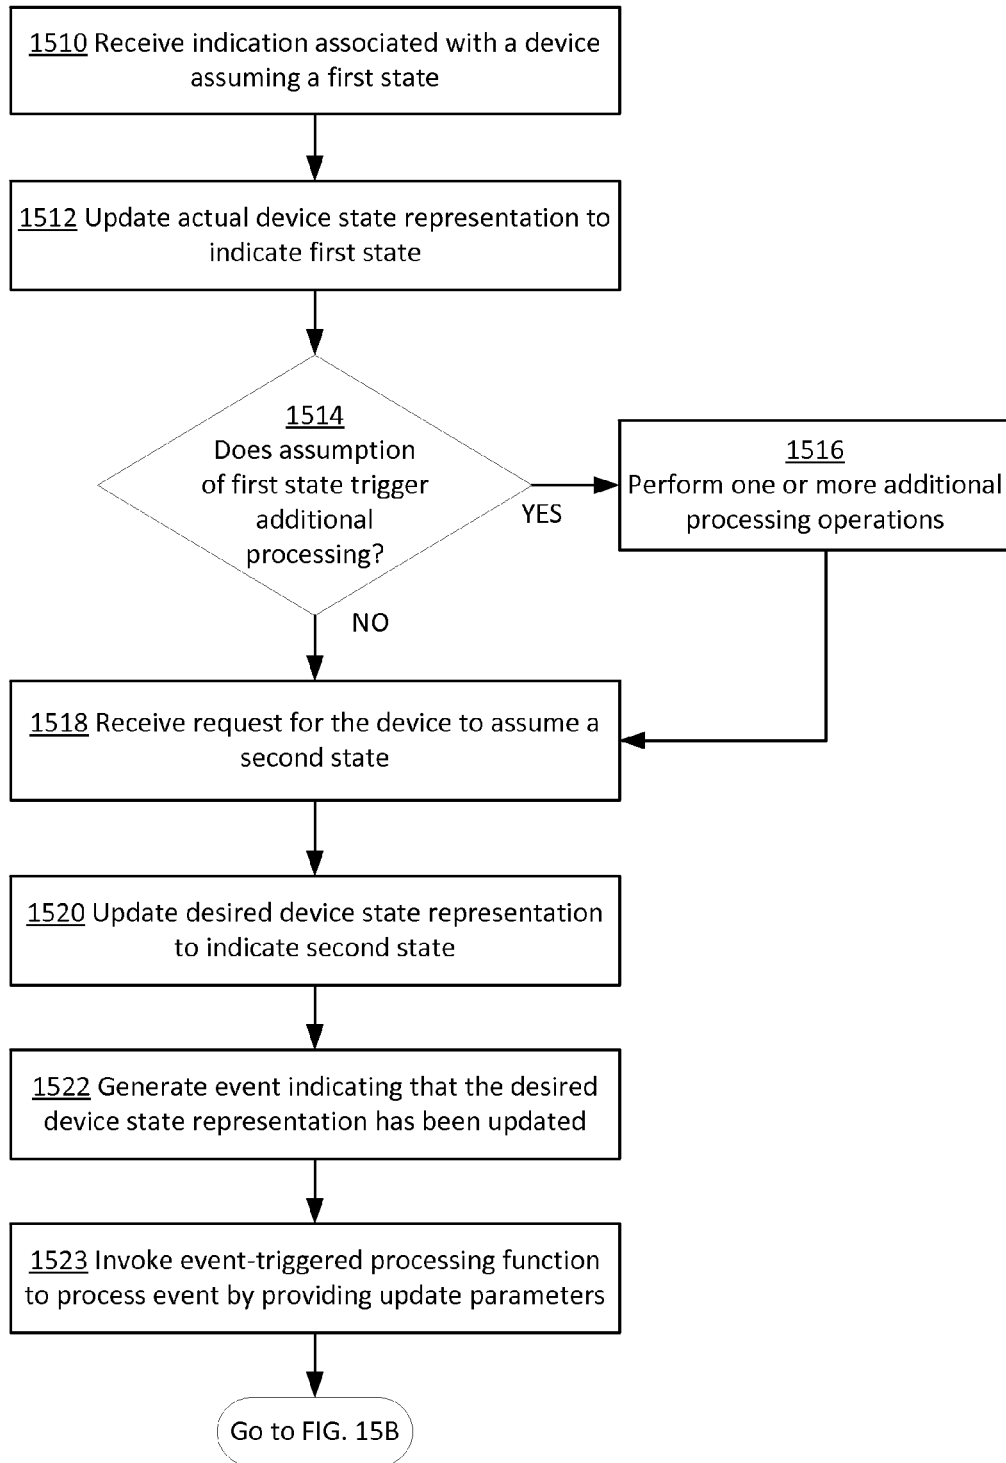 1510 Receive indication associated with a device
assuming a first state
1512 Update actual device state representation to
indicate first state
1514
Does assumption
of first state trigger
additional
processing?
YES
1516
Perform one or more additional
processing operations
NO
1518 Receive request for the device to assume a
second state
1520 Update desired device state representation
to indicate second state
1522 Generate event indicating that the desired
device state representation has been updated
1523 Invoke event-triggered processing function
to process event by providing update parameters
Go to FIG. 15B